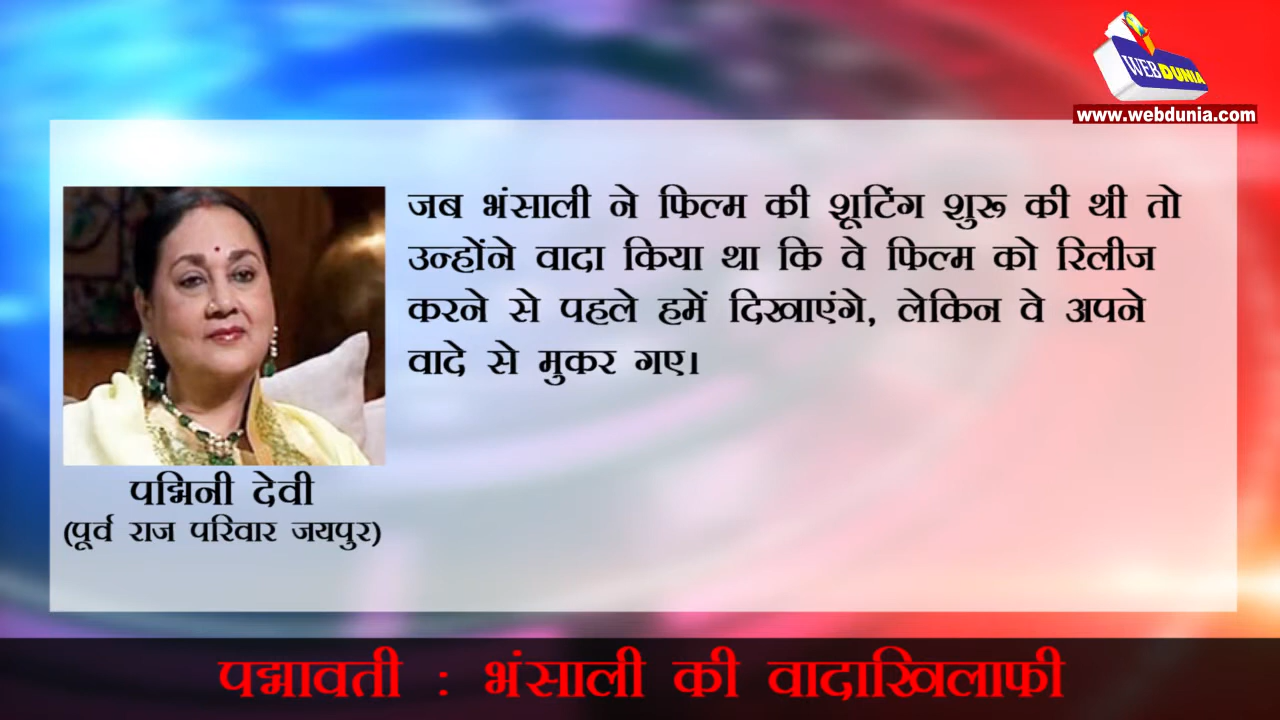 WEBDUNIA
www.webdunia.com
जब भंसाली ने फिल्म की शूटिंग शुरू की थी तो
उन्होंने वादा किया था कि वे फिल्म को रिलीज
करने से पहले हमें दिखाएंगे, लेकिन वे अपने
वादे से मुकर गए।
पद्मिनी देवी
(पूर्व राज परिवार जयपुर)
पद्मावती : भंसाली की वादाखिलाफी